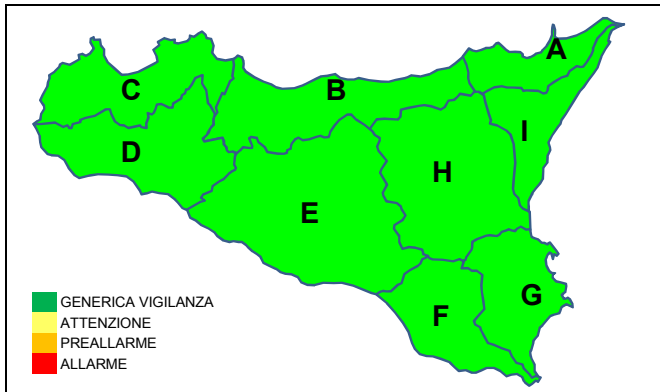 A
B
C
I
D
H
E
G
F
GENERICA VIGILANZA
ATTENZIONE
PREALLARME
ALLARME